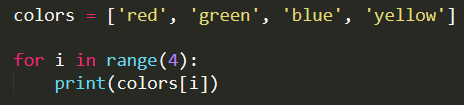 colors = ['red', 'green', 'blue', 'yellow']
for i in range(4):
    print(colors[i])